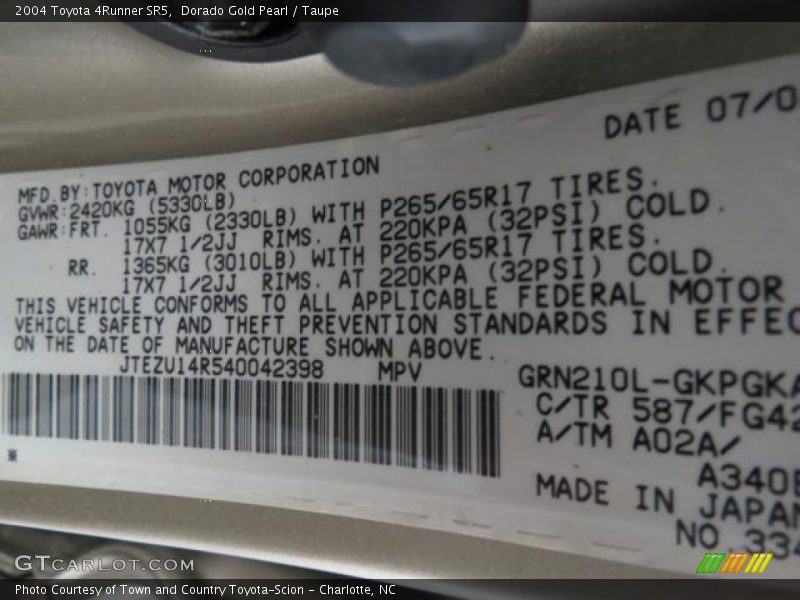 2004 Toyota 4Runner SR5, Dorado Gold Pearl / Taupe
DATE 07/0
MFD BY: TOYOTA MOTOR CORPORATION
GVWR: 2420KG (5330LB)
GAWR: FRT. 1055KG (2330LB) WITH P265/65R17 TIRES.
17X7 1/2JJ RIMS. AT 220KPA (32PSI) COLD.
RR. 1365KG (3010LB) WITH P265/65R17 TIRES.
17X7 1/2JJ RIMS. AT 220KPA (32PSI) COLD.
THIS VEHICLE CONFORMS TO ALL APPLICABLE FEDERAL MOTOR
VEHICLE SAFETY AND THEFT PREVENTION STANDARDS IN EFFEC
ON THE DATE OF MANUFACTURE SHOWN ABOVE.
JTEZU14R540042398 MPV
GRN210L-GKPGKA
C/TR 587/FG42
A/TM A02A/
A340E
MADE IN JAPAN
NO.334
GTCARLOT.COM
Photo Courtesy of Town and Country Toyota-Scion - Charlotte, NC